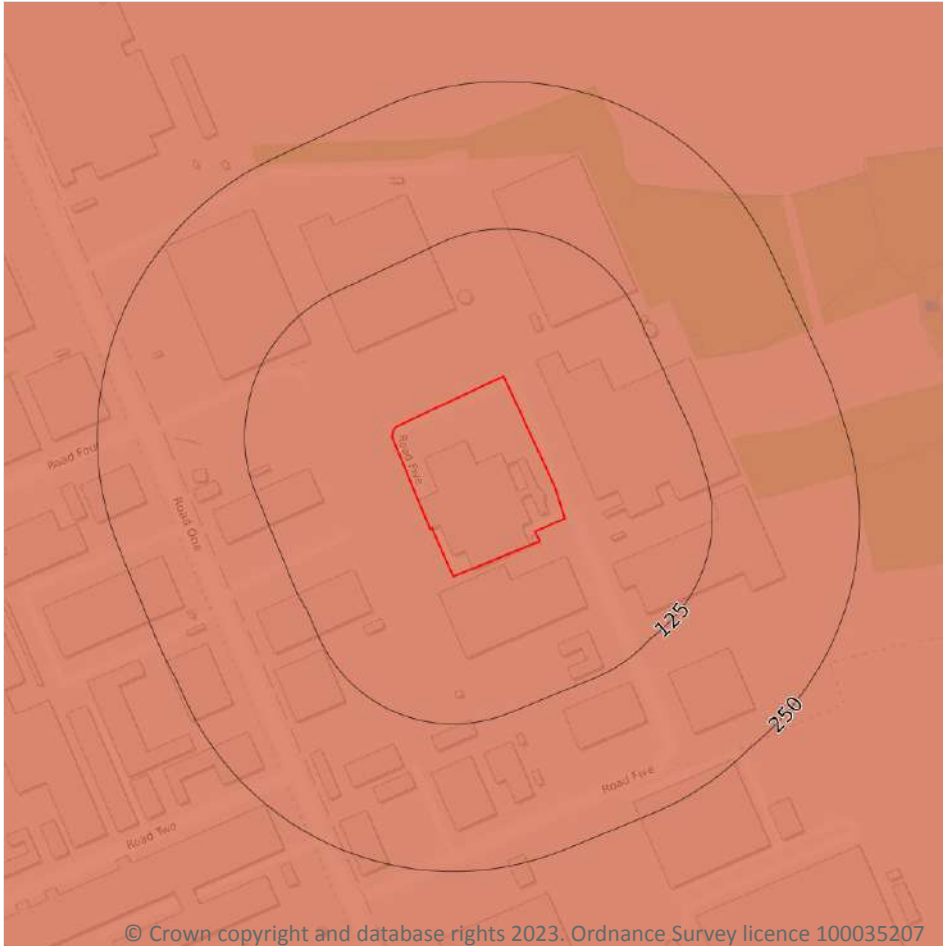 Road Four
Road Five
Road One
125
250
Road Five
Road Two
© Crown copyright and database rights 2023. Ordnance Survey licence 100035207